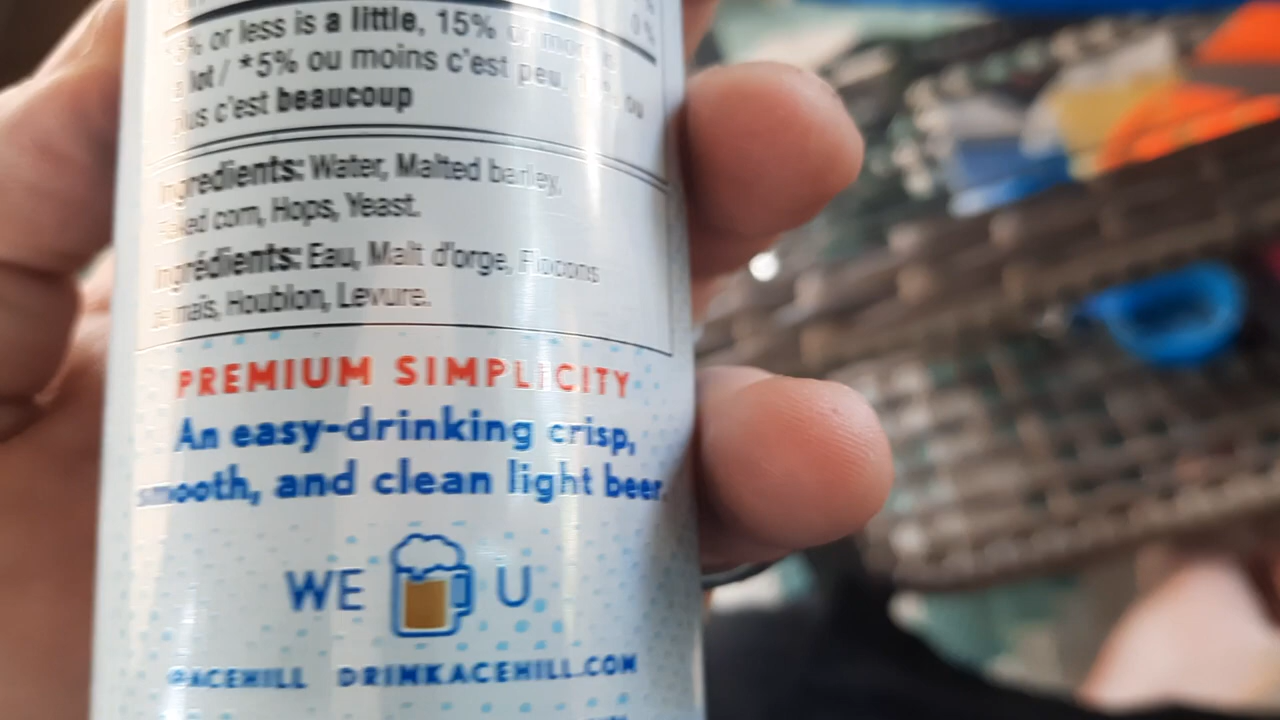 0%
5% or less is a little, 15% or more is
a lot / *5% ou moins c'est peu, 15% ou
plus c'est beaucoup
Ingredients: Water, Malted barley,
Flaked corn, Hops, Yeast.
Ingrédients: Eau, Malt d'orge, Flocons
de mais, Houblon, Levure.
PREMIUM SIMPLICITY
An easy-drinking crisp,
smooth, and clean light beer.
WE U
@ACEHILL DRINKACEHILL.COM